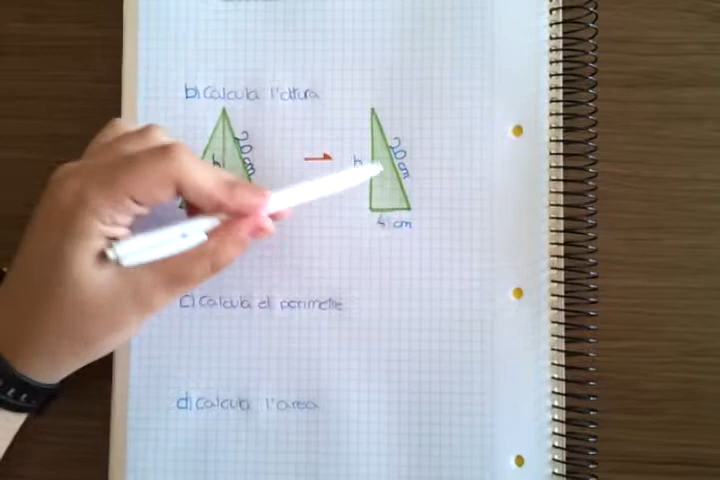 b) Calcula l'altura
h
20 cm
h
20 cm
4 cm
c) Calcula el perímetre
d) Calcula l'àrea